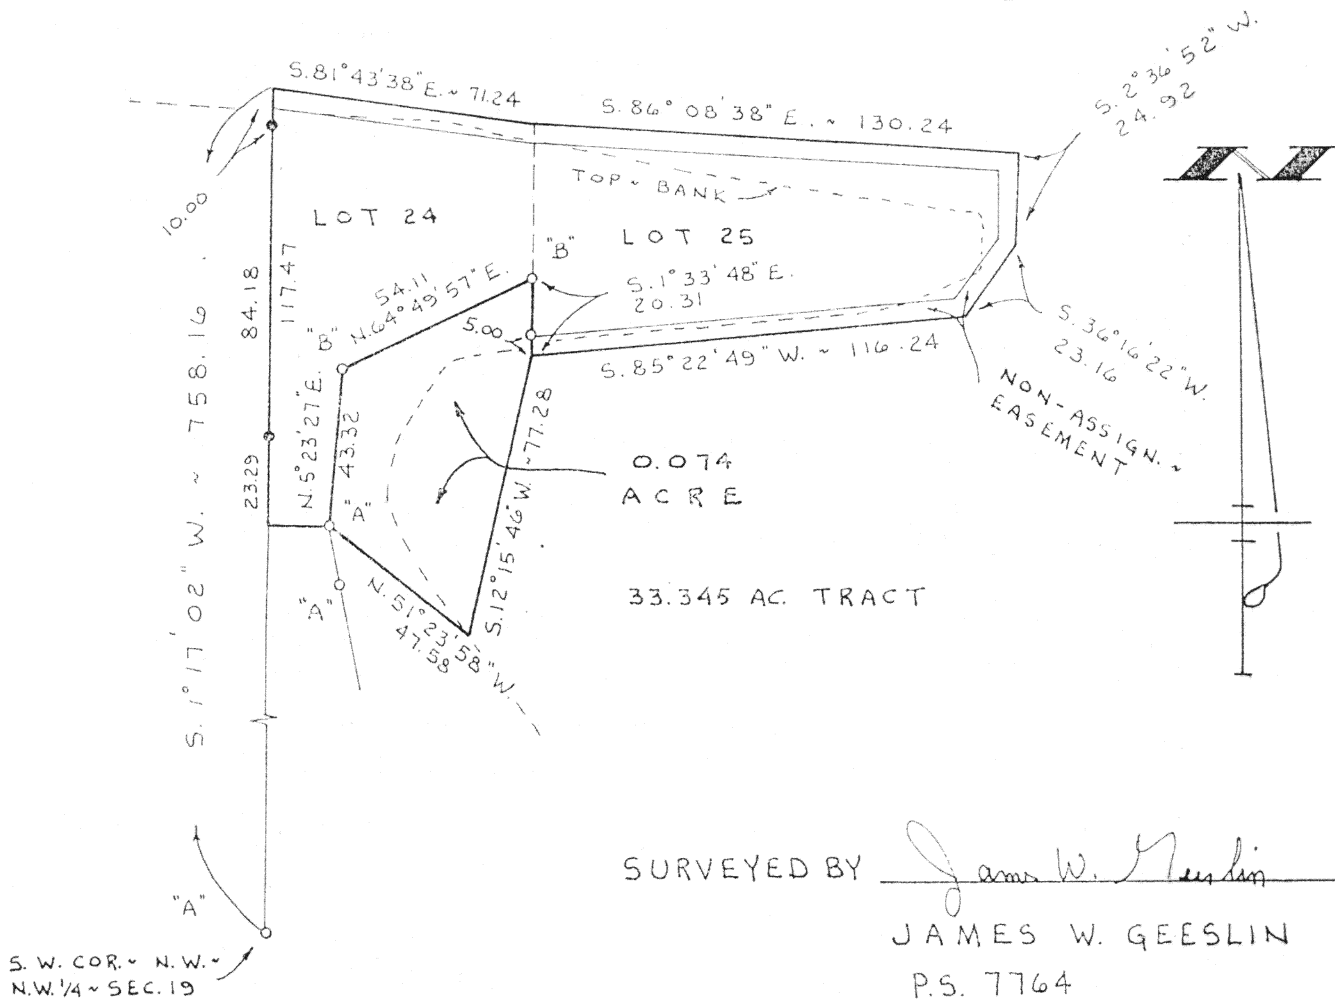 S. 81° 43' 38" E. ~ 71.24
S. 86° 08' 38" E. ~ 130.24
S. 2° 36' 52" W.
24.92
TOP ~ BANK
10.00
LOT 24
LOT 25
"B"
84.18
117.47
54.11
N. 64° 49' 57" E.
S. 1° 33' 48" E.
20.31
5.00
"B"
S. 85° 22' 49" W. ~ 116.24
S. 36° 16' 22" W.
23.16
NON-ASSIGN. ~
EASEMENT
N. 5° 23' 27" E.
43.32
23.29
"A"
S. 12° 15' 46" W. ~ 77.28
0.074
ACRE
S. 1° 17' 02" W. ~ 758.16
"A"
N. 51° 23' 58" W.
47.58
33.345 AC. TRACT
N
"A"
S. W. COR. ~ N. W. ~
N.W. 1/4 ~ SEC. 19
SURVEYED BY James W. Geeslin
JAMES W. GEESLIN
P.S. 7764